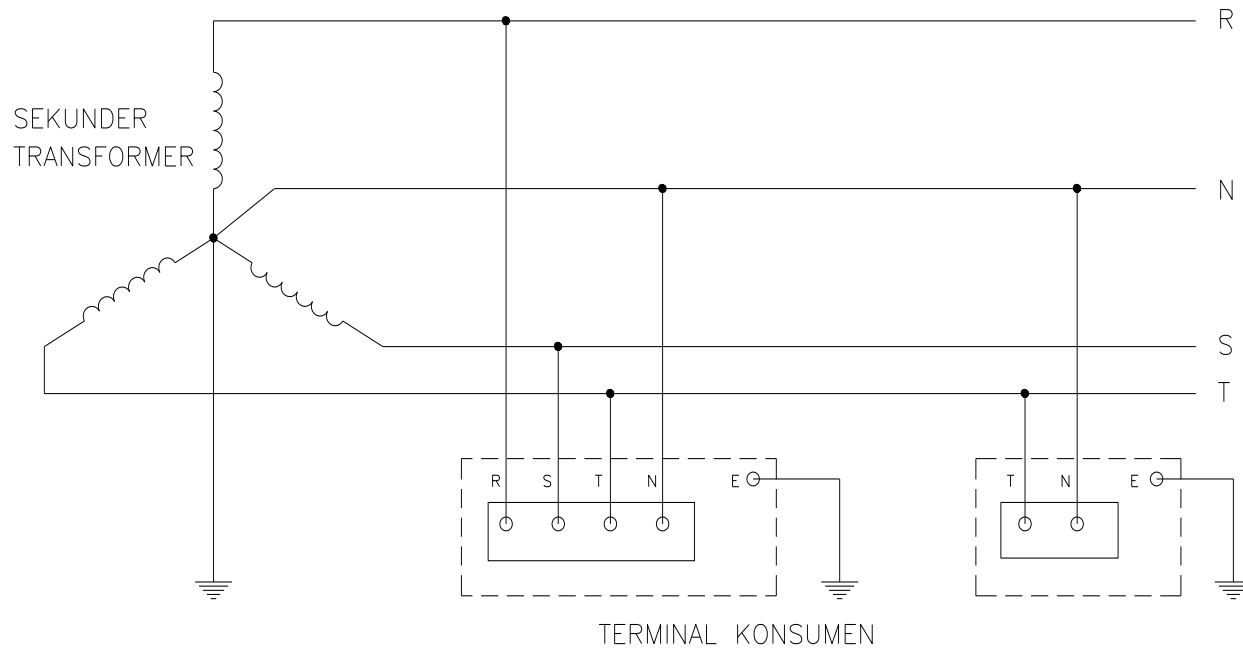 R
SEKUNDER
TRANSFORMER
N
S
T
R S T N E
T N E
TERMINAL KONSUMEN